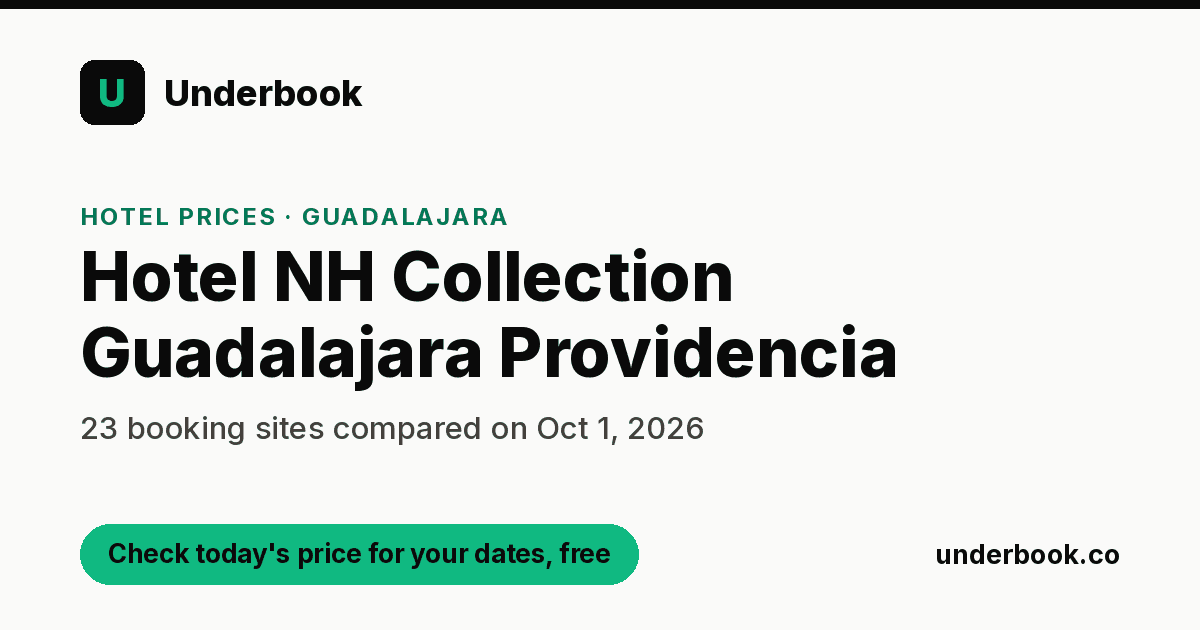 U Underbook
HOTEL PRICES · GUADALAJARA
Hotel NH Collection
Guadalajara Providencia
23 booking sites compared on Oct 1, 2026
Check today's price for your dates, free
underbook.co